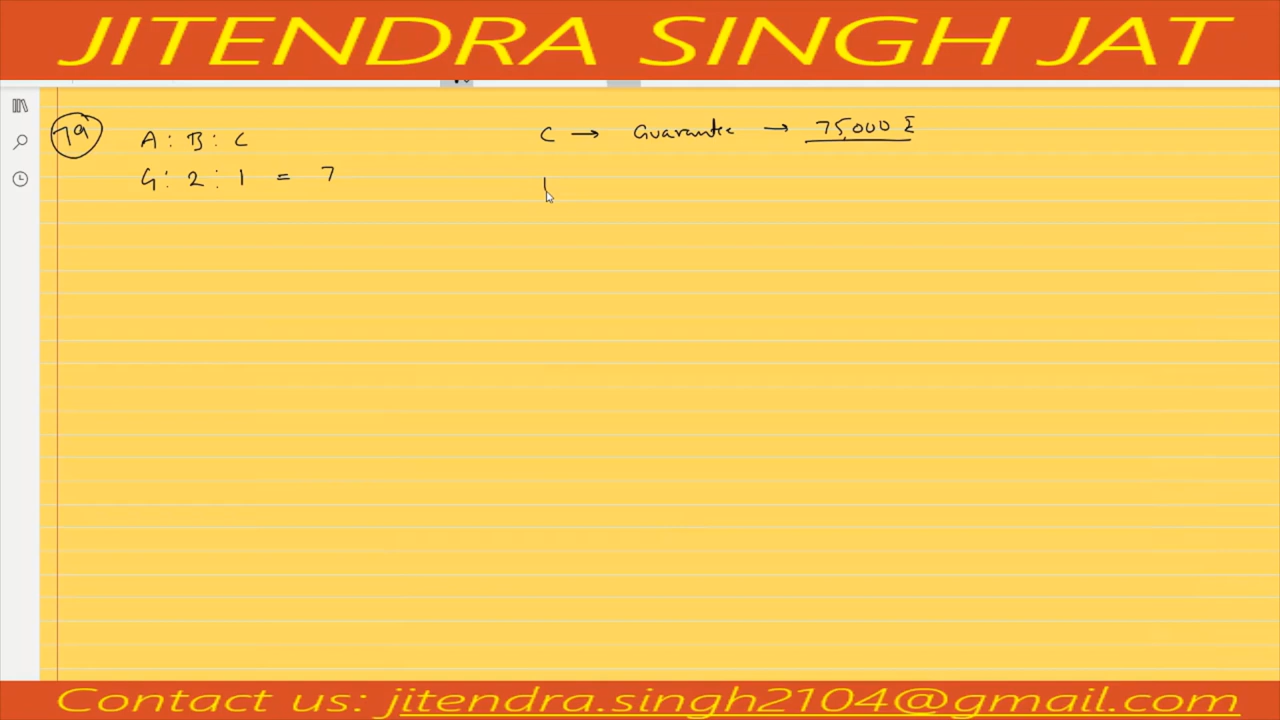 JITENDRA SINGH JAT
79 A : B : C
4 : 2 : 1 = 7
C → Guarantee → 75,000 Σ
Contact us: jitendra.singh2104@gmail.com